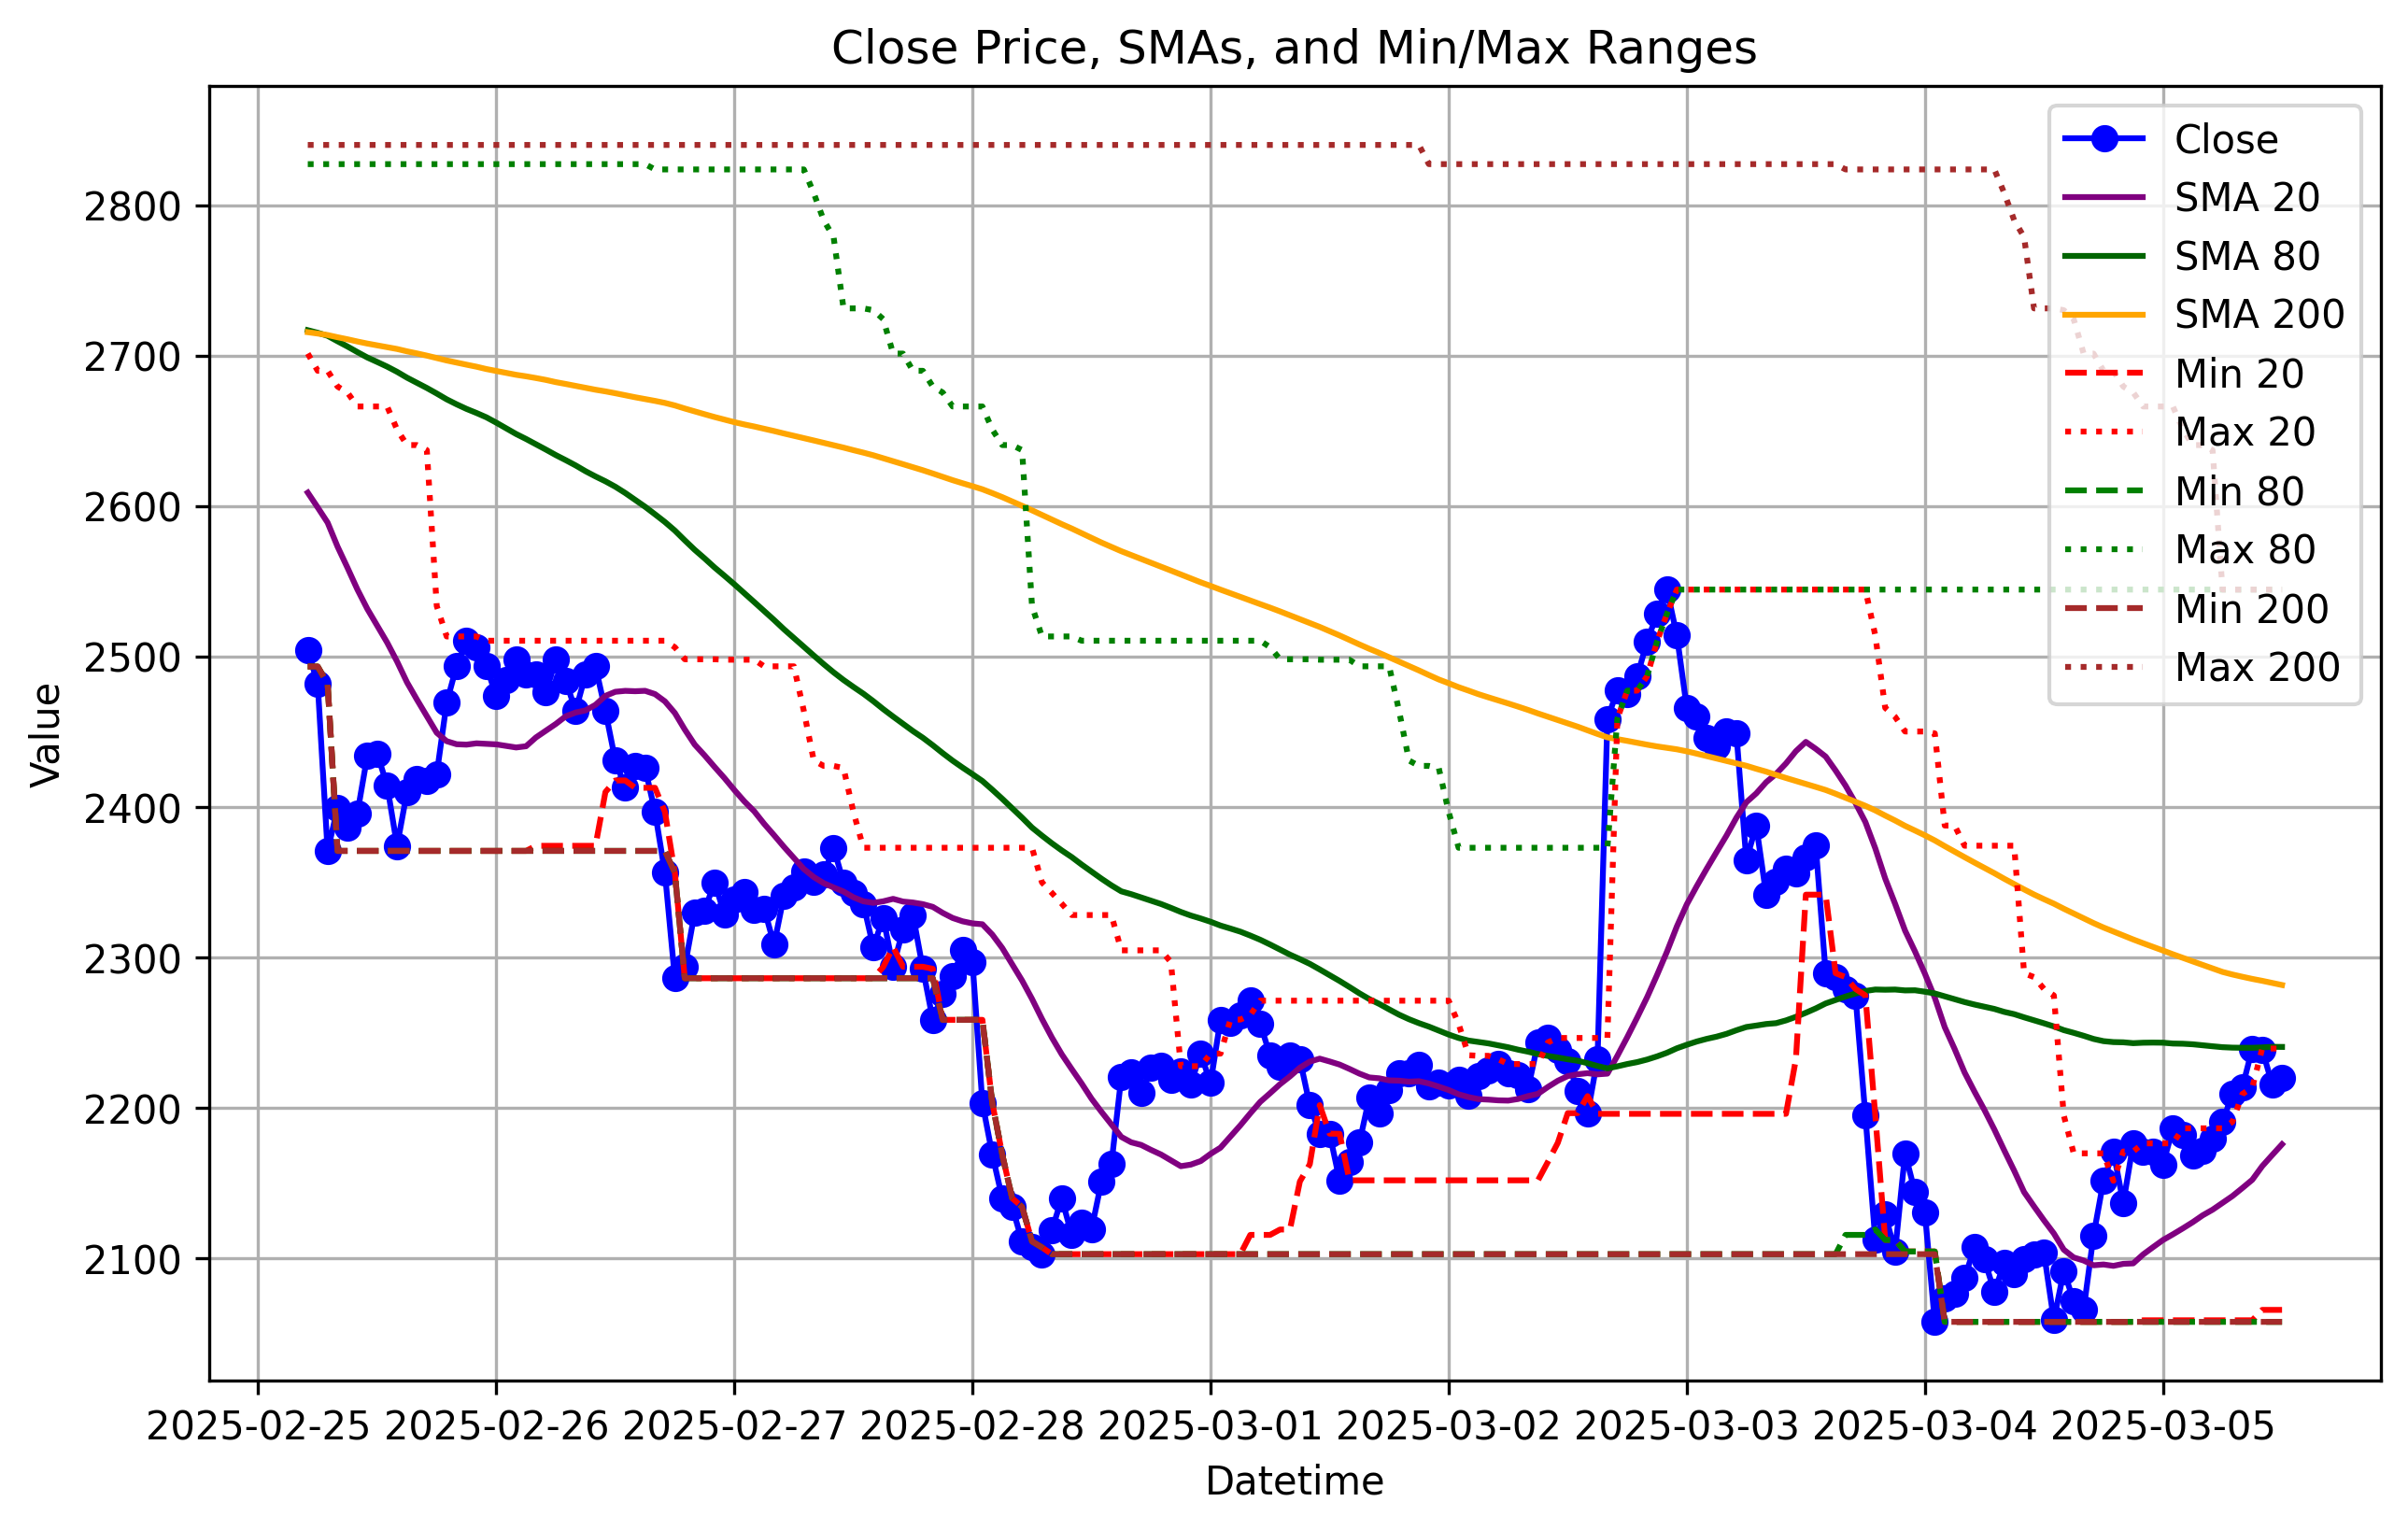 Close Price, SMAs, and Min/Max Ranges
Close
SMA 20
SMA 80
SMA 200
Min 20
Max 20
Min 80
Max 80
Min 200
Max 200
Value
2800
2700
2600
2500
2400
2300
2200
2100
2025-02-25 2025-02-26 2025-02-27 2025-02-28 2025-03-01 2025-03-02 2025-03-03 2025-03-04 2025-03-05
Datetime